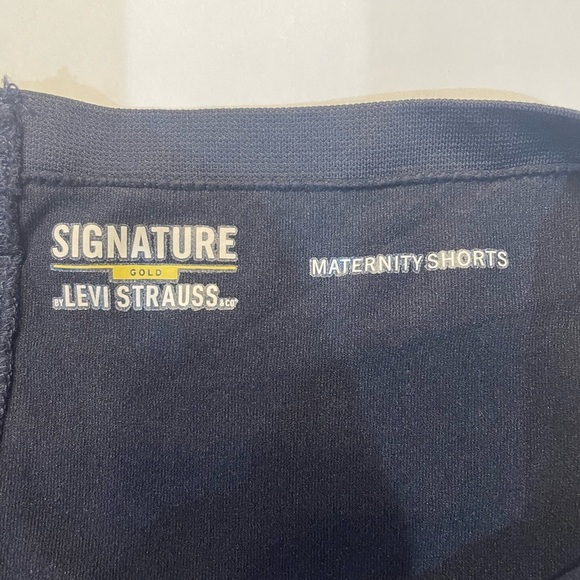 SIGNATURE
GOLD
BY LEVI STRAUSS & CO
MATERNITY SHORTS